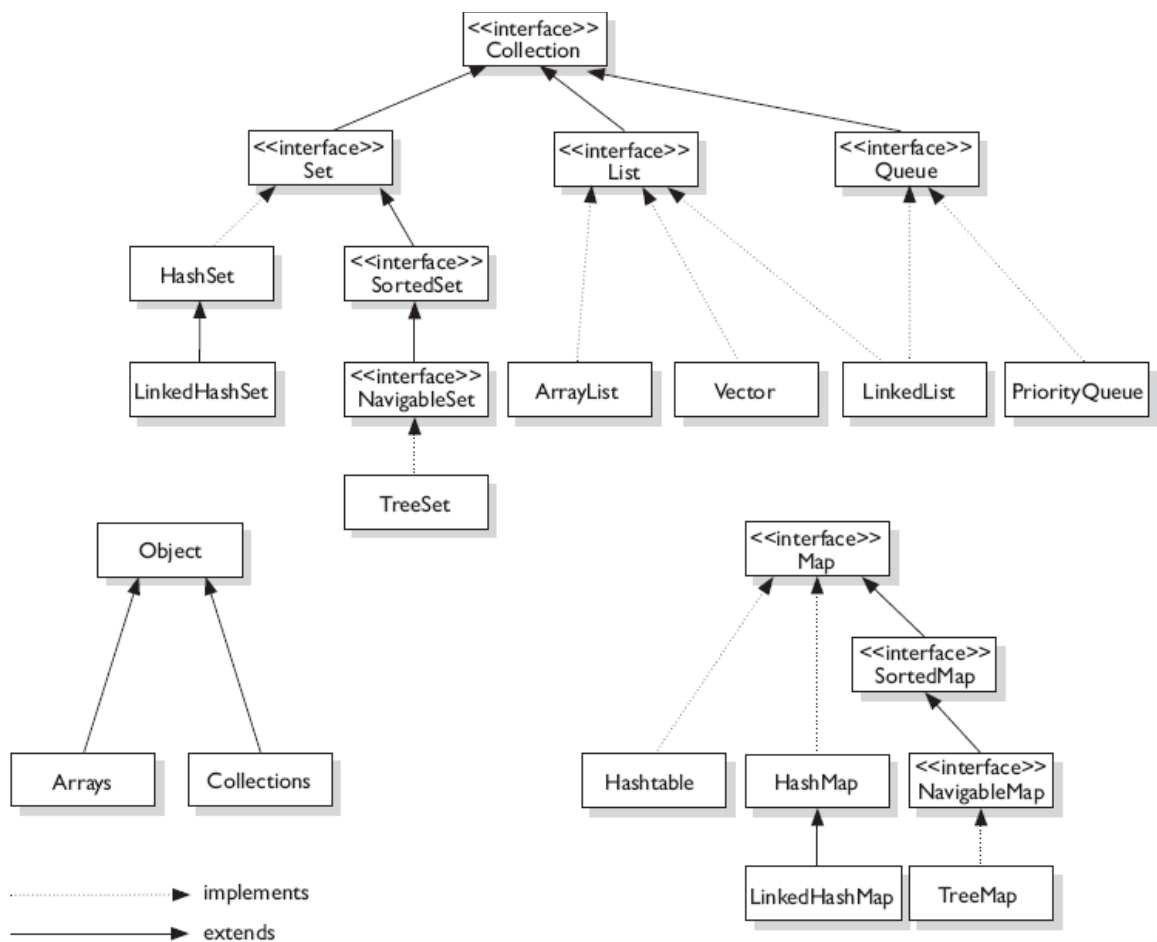 <<interface>>
Collection
<<interface>>
Set
<<interface>>
List
<<interface>>
Queue
HashSet
<<interface>>
SortedSet
LinkedHashSet
<<interface>>
NavigableSet
ArrayList
Vector
LinkedList
PriorityQueue
TreeSet
Object
<<interface>>
Map
<<interface>>
SortedMap
Arrays
Collections
Hashtable
HashMap
<<interface>>
NavigableMap
LinkedHashMap
TreeMap
implements
extends